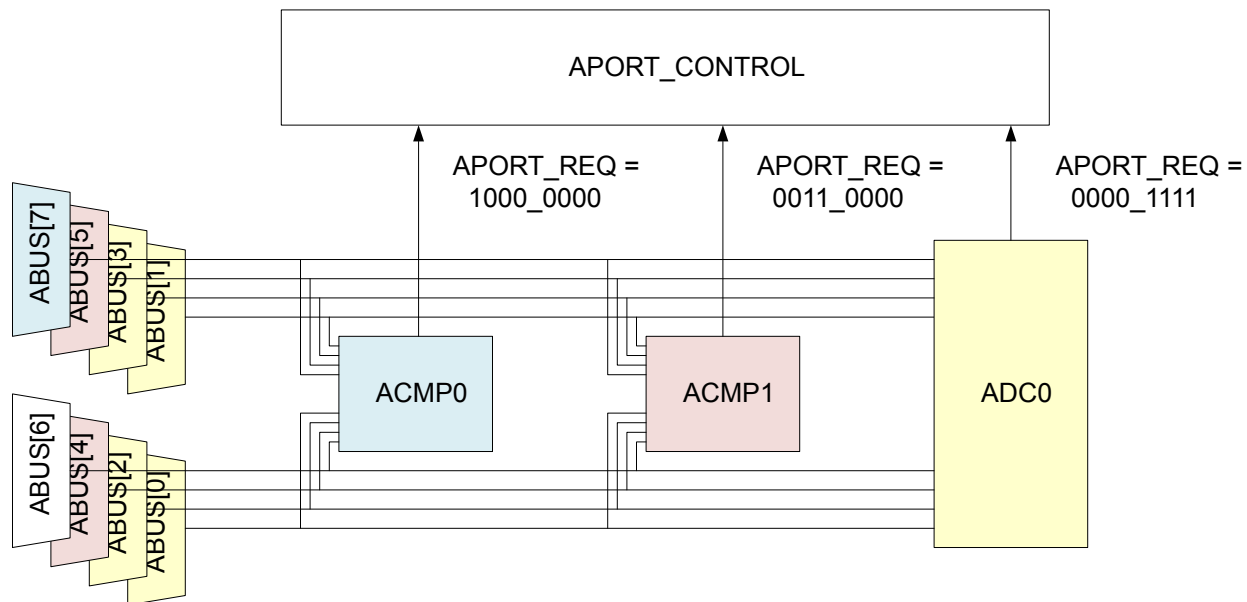 APORT_CONTROL
APORT_REQ =
1000_0000
APORT_REQ =
0011_0000
APORT_REQ =
0000_1111
ABUS[7]
ABUS[5]
ABUS[3]
ABUS[1]
ACMP0
ACMP1
ADC0
ABUS[6]
ABUS[4]
ABUS[2]
ABUS[0]